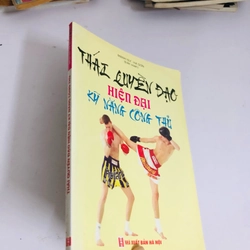 THÁI QUYỀN ĐẠO
HIỆN ĐẠI
KỸ NĂNG CÔNG THỦ
NHÀ XUẤT BẢN HÀ NỘI